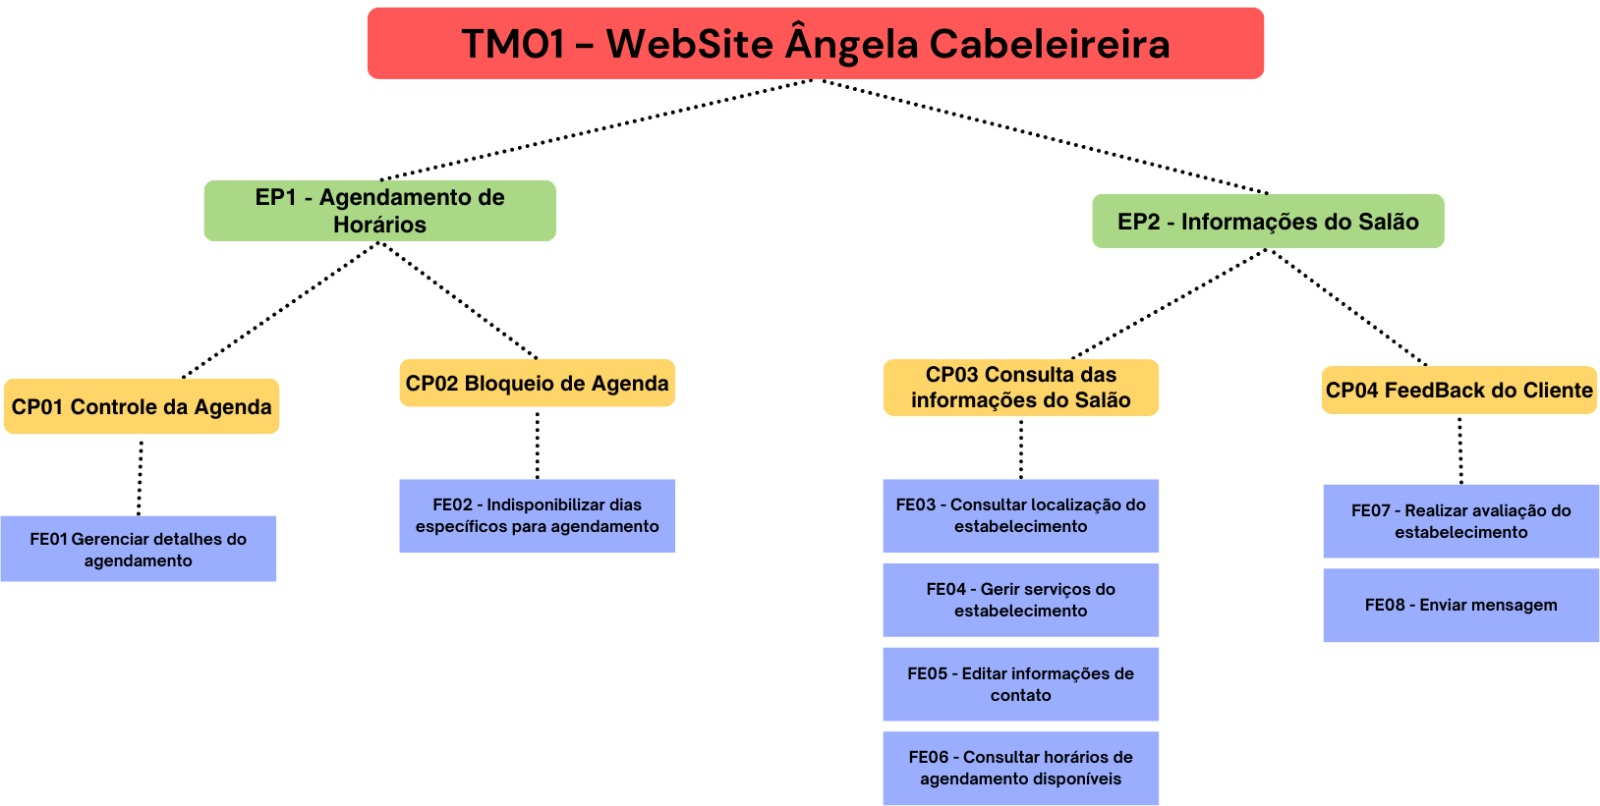 TM01 - WebSite Ângela Cabeleireira
EP1 - Agendamento de
Horários
EP2 - Informações do Salão
CP01 Controle da Agenda
CP02 Bloqueio de Agenda
CP03 Consulta das
informações do Salão
CP04 FeedBack do Cliente
FE01 Gerenciar detalhes do
agendamento
FE02 - Indisponibilizar dias
específicos para agendamento
FE03 - Consultar localização do
estabelecimento
FE04 - Gerir serviços do
estabelecimento
FE05 - Editar informações de
contato
FE06 - Consultar horários de
agendamento disponíveis
FE07 - Realizar avaliação do
estabelecimento
FE08 - Enviar mensagem